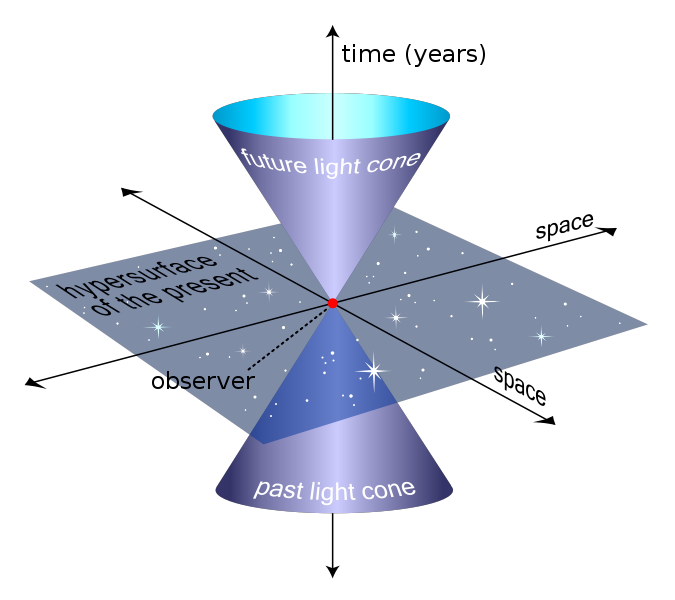 time (years)
future light cone
space
hypersurface
of the present
observer
space
past light cone